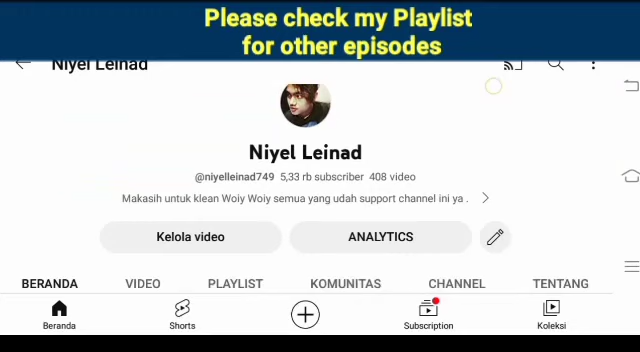 Please check my Playlist
for other episodes
Niyel Leinad
Niyel Leinad
@niyelleinad749 5,33 rb subscriber 408 video
Makasih untuk klean Woiy Woiy semua yang udah support channel ini ya .
Kelola video
ANALYTICS
BERANDA VIDEO PLAYLIST KOMUNITAS CHANNEL TENTANG
Beranda Shorts Subscription Koleksi